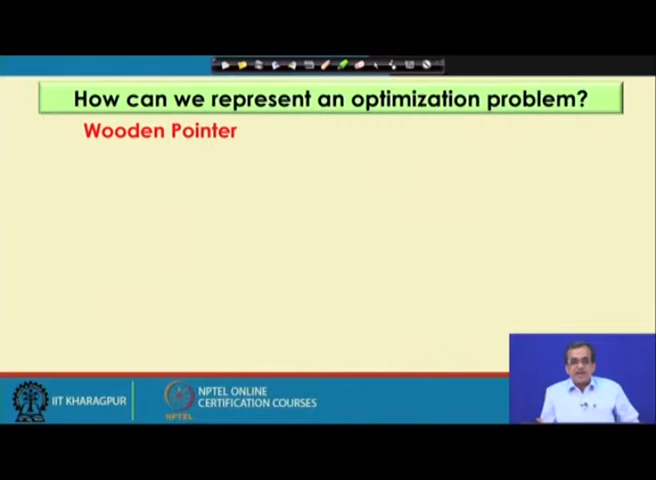 How can we represent an optimization problem?
Wooden Pointer
IIT KHARAGPUR
NPTEL
NPTEL ONLINE
CERTIFICATION COURSES